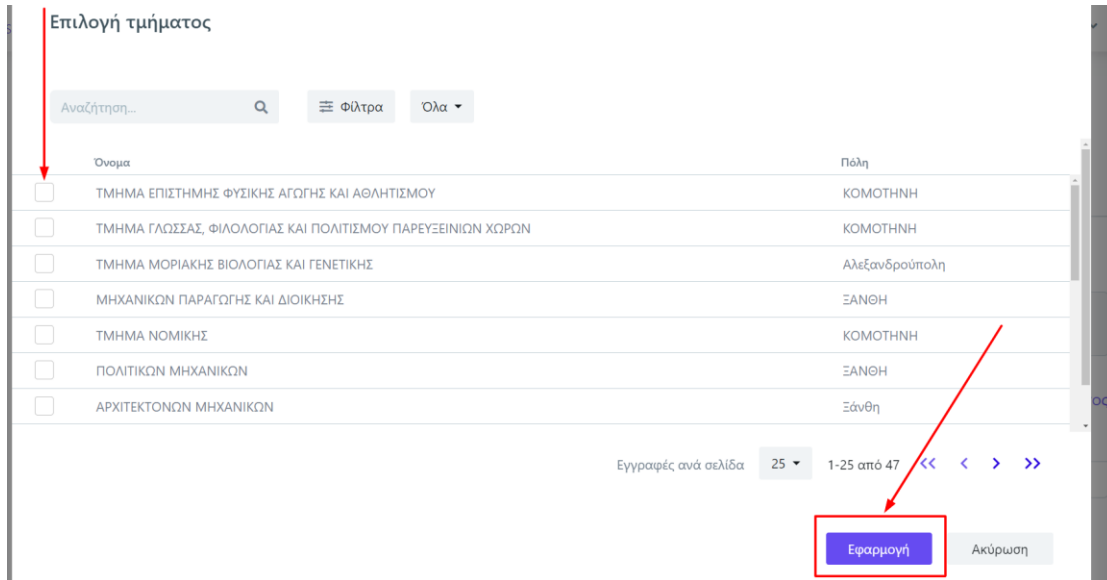 Επιλογή τμήματος
Αναζήτηση...
Φίλτρα
Όλα
Όνομα Πόλη
ΤΜΗΜΑ ΕΠΙΣΤΗΜΗΣ ΦΥΣΙΚΗΣ ΑΓΩΓΗΣ ΚΑΙ ΑΘΛΗΤΙΣΜΟΥ ΚΟΜΟΤΗΝΗ
ΤΜΗΜΑ ΓΛΩΣΣΑΣ, ΦΙΛΟΛΟΓΙΑΣ ΚΑΙ ΠΟΛΙΤΙΣΜΟΥ ΠΑΡΕΥΞΕΙΝΙΩΝ ΧΩΡΩΝ ΚΟΜΟΤΗΝΗ
ΤΜΗΜΑ ΜΟΡΙΑΚΗΣ ΒΙΟΛΟΓΙΑΣ ΚΑΙ ΓΕΝΕΤΙΚΗΣ Αλεξανδρούπολη
ΜΗΧΑΝΙΚΩΝ ΠΑΡΑΓΩΓΗΣ ΚΑΙ ΔΙΟΙΚΗΣΗΣ ΞΑΝΘΗ
ΤΜΗΜΑ ΝΟΜΙΚΗΣ ΚΟΜΟΤΗΝΗ
ΠΟΛΙΤΙΚΩΝ ΜΗΧΑΝΙΚΩΝ ΞΑΝΘΗ
ΑΡΧΙΤΕΚΤΟΝΩΝ ΜΗΧΑΝΙΚΩΝ Ξάνθη
Εγγραφές ανά σελίδα 25 1-25 από 47 << < > >>
Εφαρμογή Ακύρωση